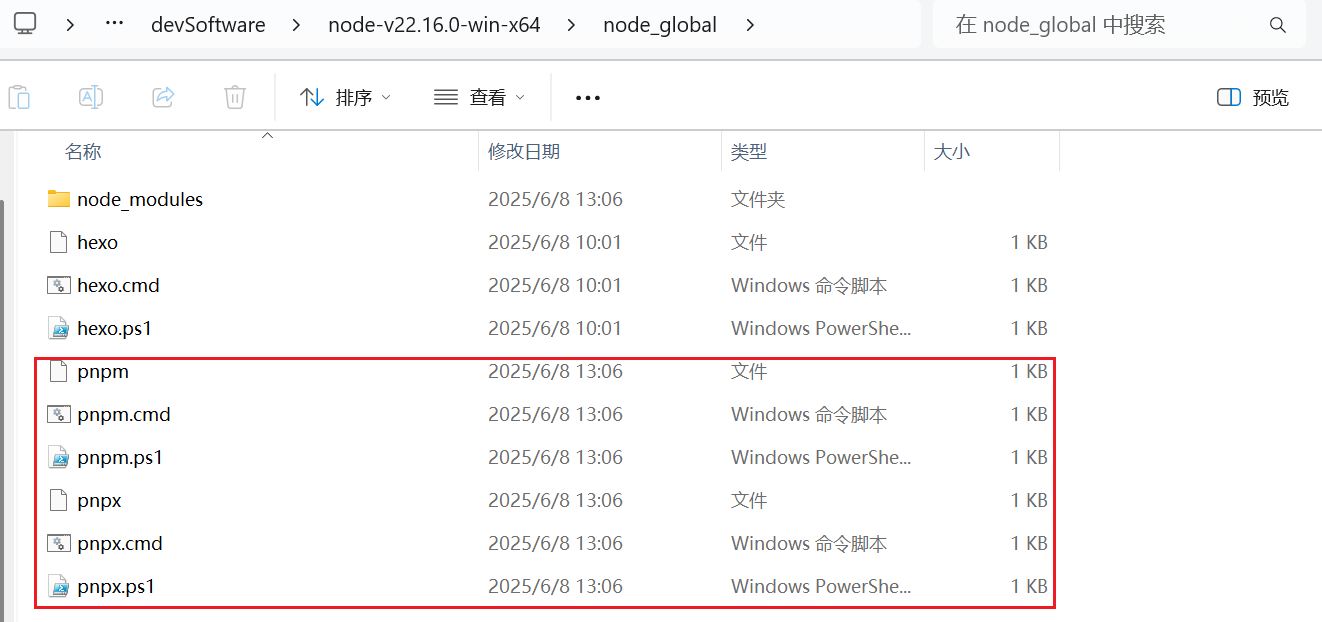 devSoftware node-v22.16.0-win-x64 node_global 在 node_global 中搜索
排序 查看 预览
名称 修改日期 类型 大小
node_modules 2025/6/8 13:06 文件夹
hexo 2025/6/8 10:01 文件 1 KB
hexo.cmd 2025/6/8 10:01 Windows 命令脚本 1 KB
hexo.ps1 2025/6/8 10:01 Windows PowerShe... 1 KB
pnpm 2025/6/8 13:06 文件 1 KB
pnpm.cmd 2025/6/8 13:06 Windows 命令脚本 1 KB
pnpm.ps1 2025/6/8 13:06 Windows PowerShe... 1 KB
pnpx 2025/6/8 13:06 文件 1 KB
pnpx.cmd 2025/6/8 13:06 Windows 命令脚本 1 KB
pnpx.ps1 2025/6/8 13:06 Windows PowerShe... 1 KB